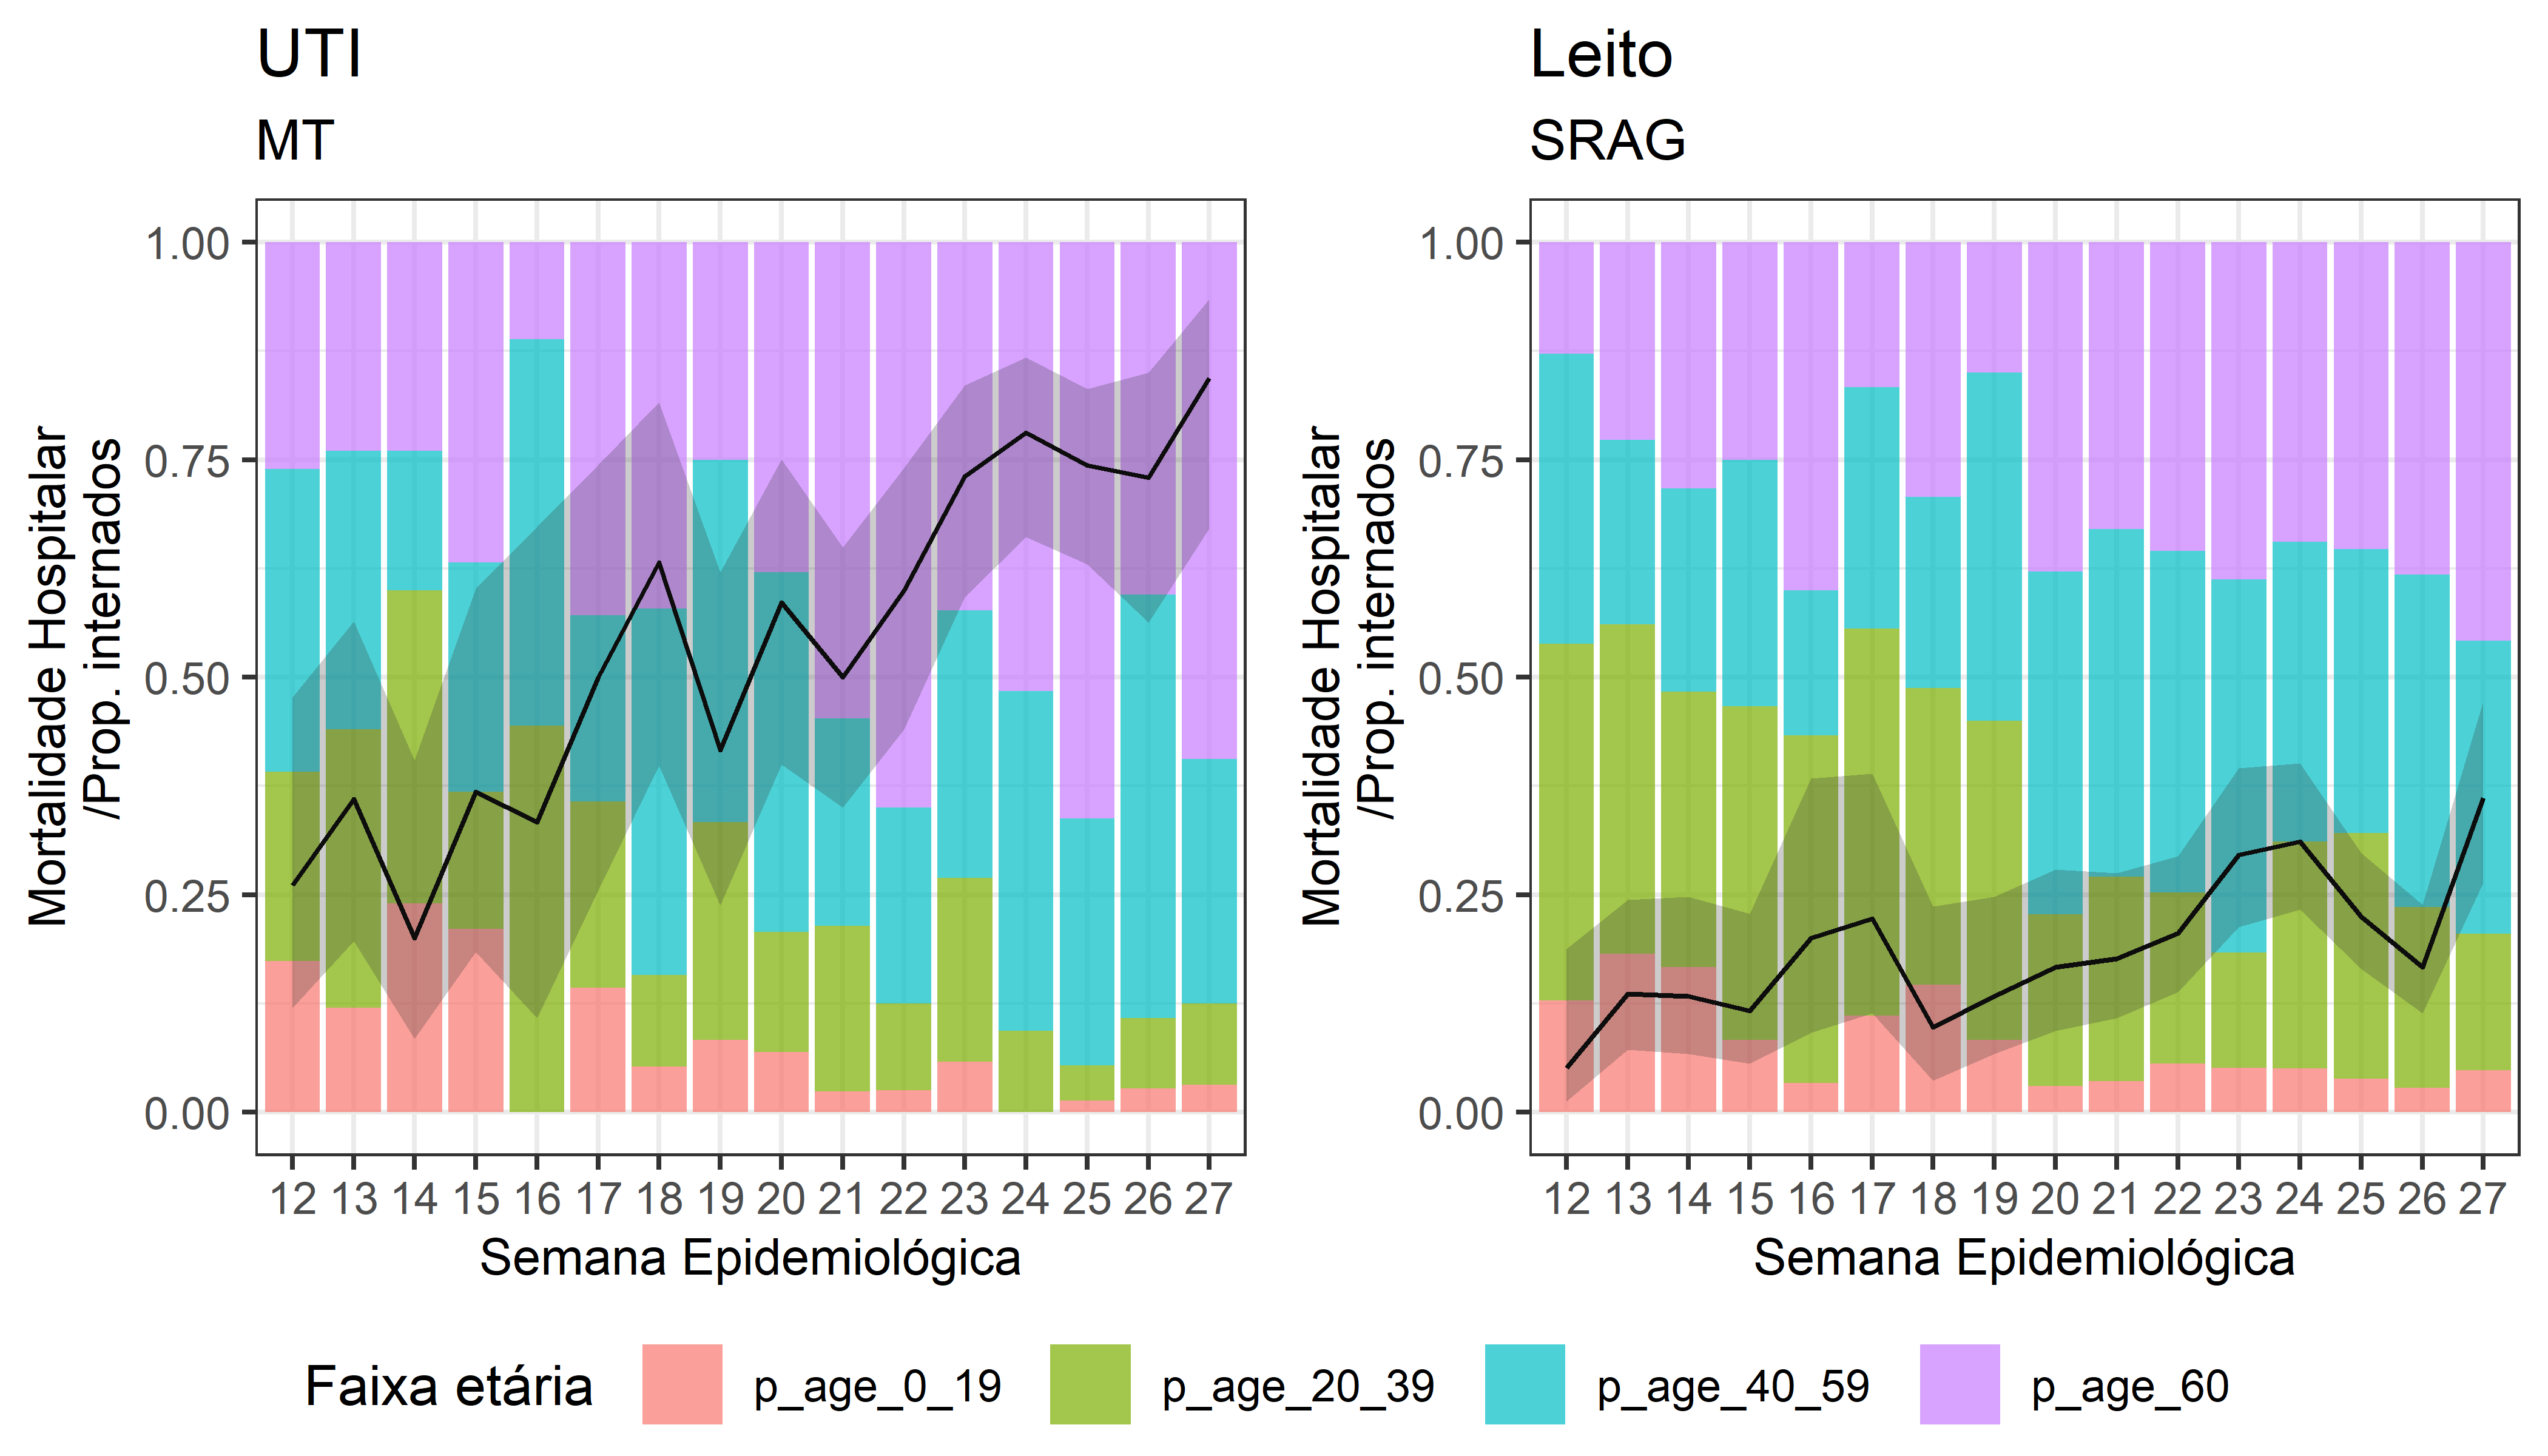 UTI
MT
Mortalidade Hospitalar
/Prop. internados
1.00
0.75
0.50
0.25
0.00
12 13 14 15 16 17 18 19 20 21 22 23 24 25 26 27
Semana Epidemiológica
Leito
SRAG
Mortalidade Hospitalar
/Prop. internados
1.00
0.75
0.50
0.25
0.00
12 13 14 15 16 17 18 19 20 21 22 23 24 25 26 27
Semana Epidemiológica
Faixa etária p_age_0_19 p_age_20_39 p_age_40_59 p_age_60